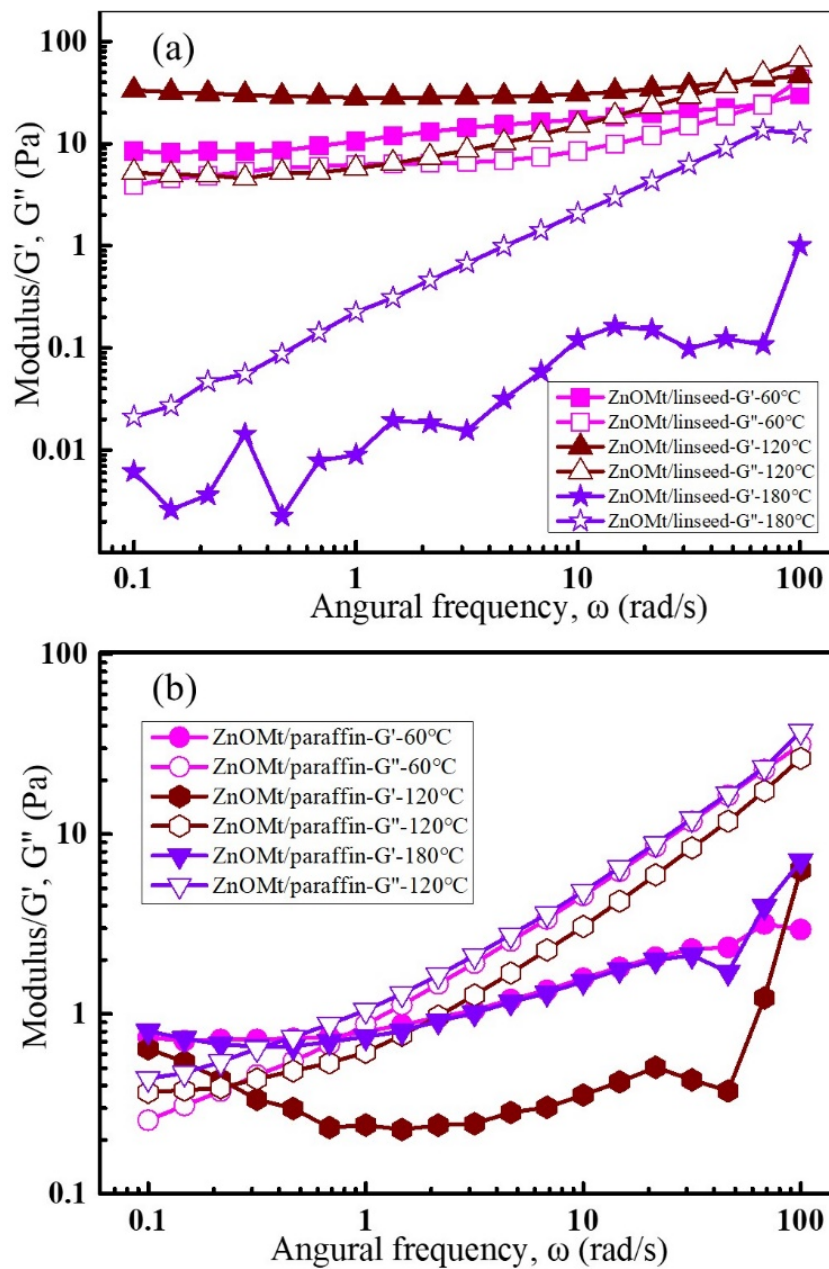 (a)
100
10
1
0.1
0.01
Modulus/G', G'' (Pa)
ZnOMt/linseed-G'-60°C
ZnOMt/linseed-G''-60°C
ZnOMt/linseed-G'-120°C
ZnOMt/linseed-G''-120°C
ZnOMt/linseed-G'-180°C
ZnOMt/linseed-G''-180°C
0.1 1 10 100
Angural frequency, ω (rad/s)
(b)
100
10
1
0.1
Modulus/G', G'' (Pa)
ZnOMt/paraffin-G'-60°C
ZnOMt/paraffin-G''-60°C
ZnOMt/paraffin-G'-120°C
ZnOMt/paraffin-G''-120°C
ZnOMt/paraffin-G'-180°C
ZnOMt/paraffin-G''-120°C
0.1 1 10 100
Angural frequency, ω (rad/s)